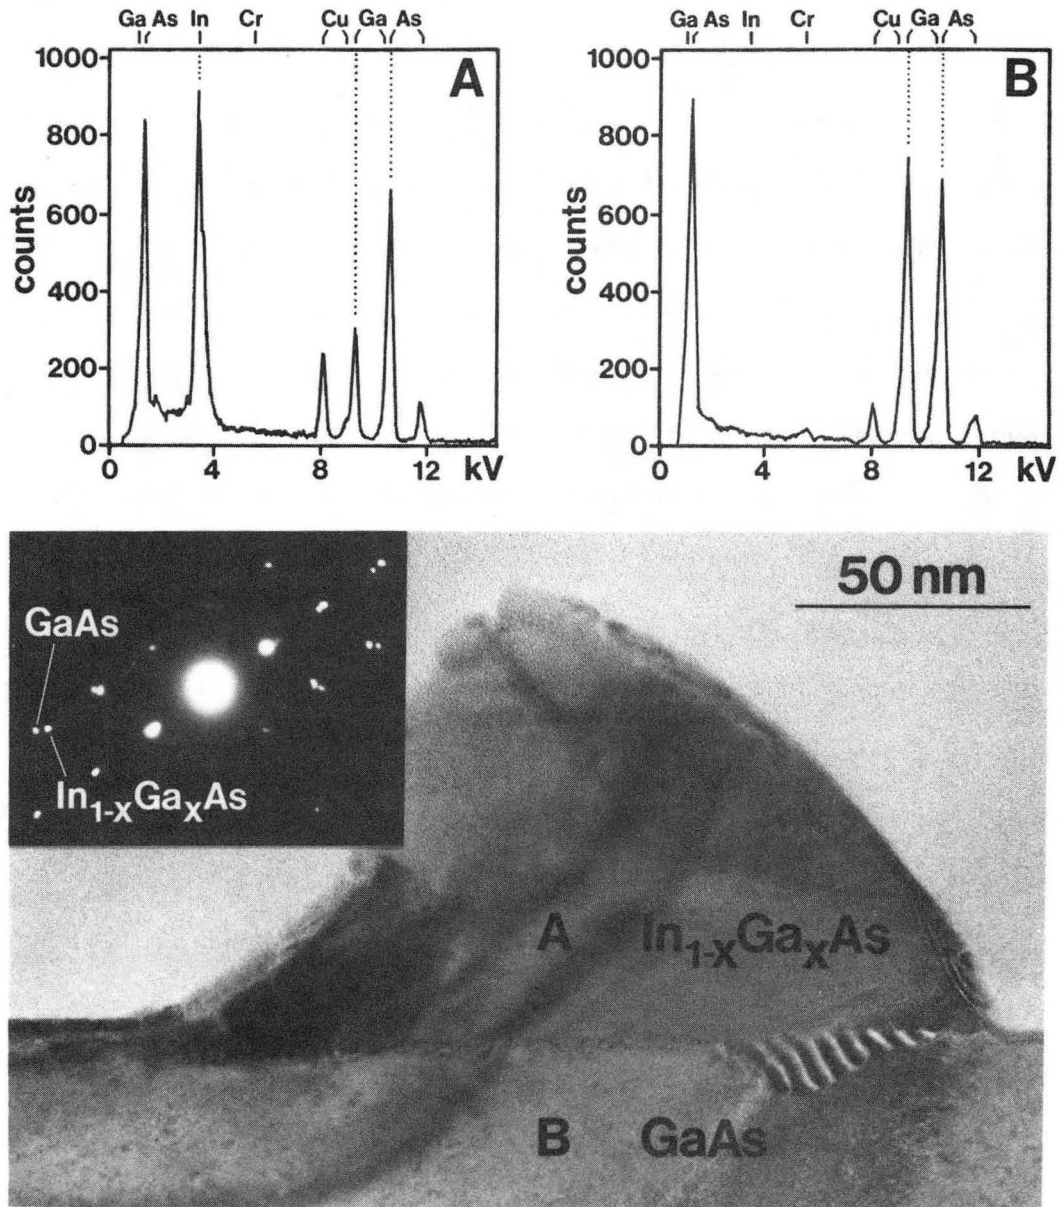 Ga As In Cr Cu Ga As
1000
800
600
400
200
0
counts
A
0 4 8 12 kV
Ga As In Cr Cu Ga As
1000
800
600
400
200
0
counts
B
0 4 8 12 kV
50 nm
GaAs
In1-xGaxAs
A In1-xGaxAs
B GaAs